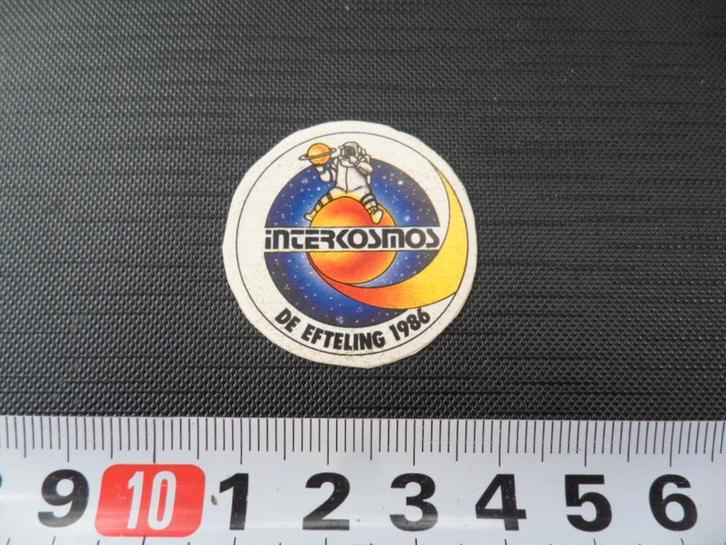 iNTERKOSMOS
DE EFTELING 1986
9 10 1 2 3 4 5 6